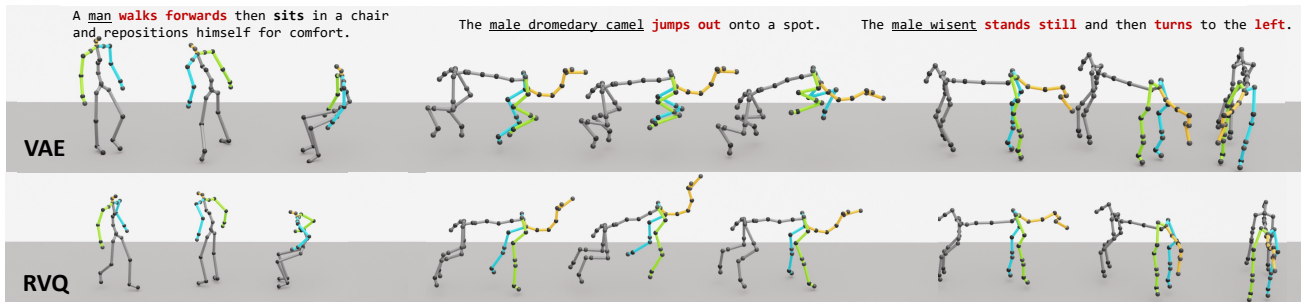 A man walks forwards then sits in a chair
and repositions himself for comfort.
The male dromedary camel jumps out onto a spot.
The male wisent stands still and then turns to the left.
VAE
RVQ